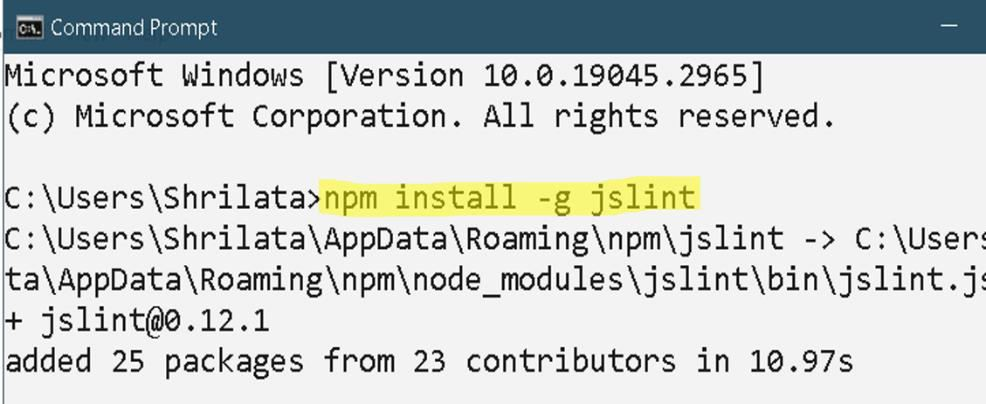 Command Prompt
Microsoft Windows [Version 10.0.19045.2965]
(c) Microsoft Corporation. All rights reserved.
C:\Users\Shrilata>npm install -g jslint
C:\Users\Shrilata\AppData\Roaming\npm\jslint -> C:\Users
ta\AppData\Roaming\npm\node_modules\jslint\bin\jslint.js
+ jslint@0.12.1
added 25 packages from 23 contributors in 10.97s